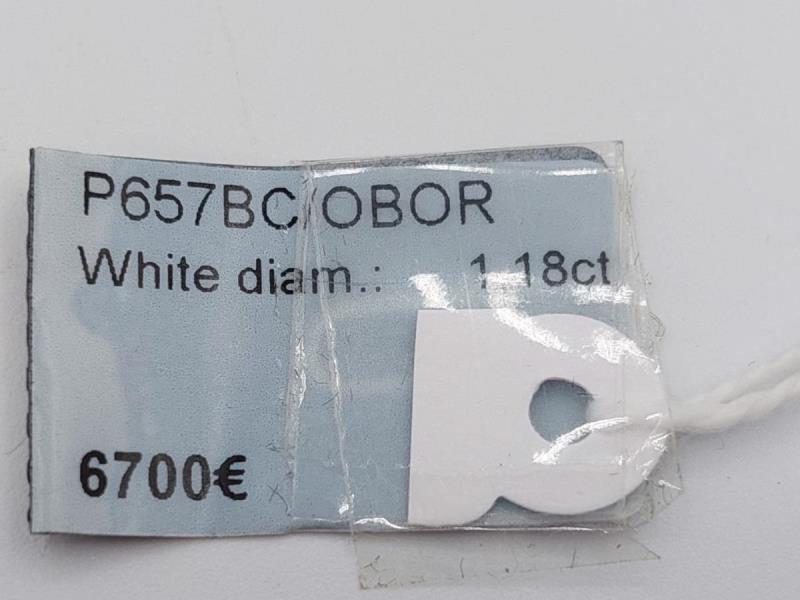 P657BC/OBOR
White diam.: 1.18ct
6700€